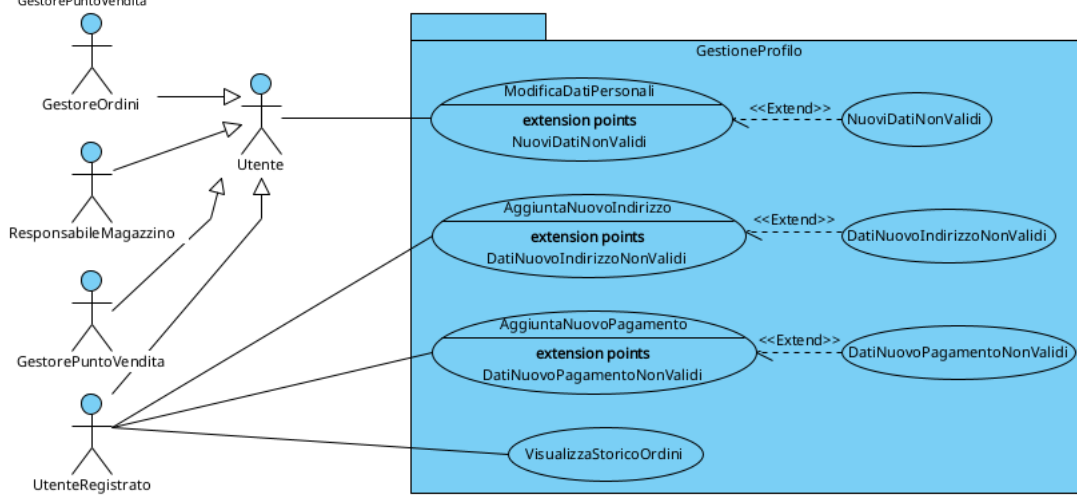 GestorePuntoVendita
GestoreOrdini
Utente
ResponsabileMagazzino
GestorePuntoVendita
UtenteRegistrato
GestioneProfilo
ModificaDatiPersonali
extension points
NuoviDatiNonValidi
<<Extend>>
NuoviDatiNonValidi
AggiuntaNuovoIndirizzo
extension points
DatiNuovoIndirizzoNonValidi
<<Extend>>
DatiNuovoIndirizzoNonValidi
AggiuntaNuovoPagamento
extension points
DatiNuovoPagamentoNonValidi
<<Extend>>
DatiNuovoPagamentoNonValidi
VisualizzaStoricoOrdini